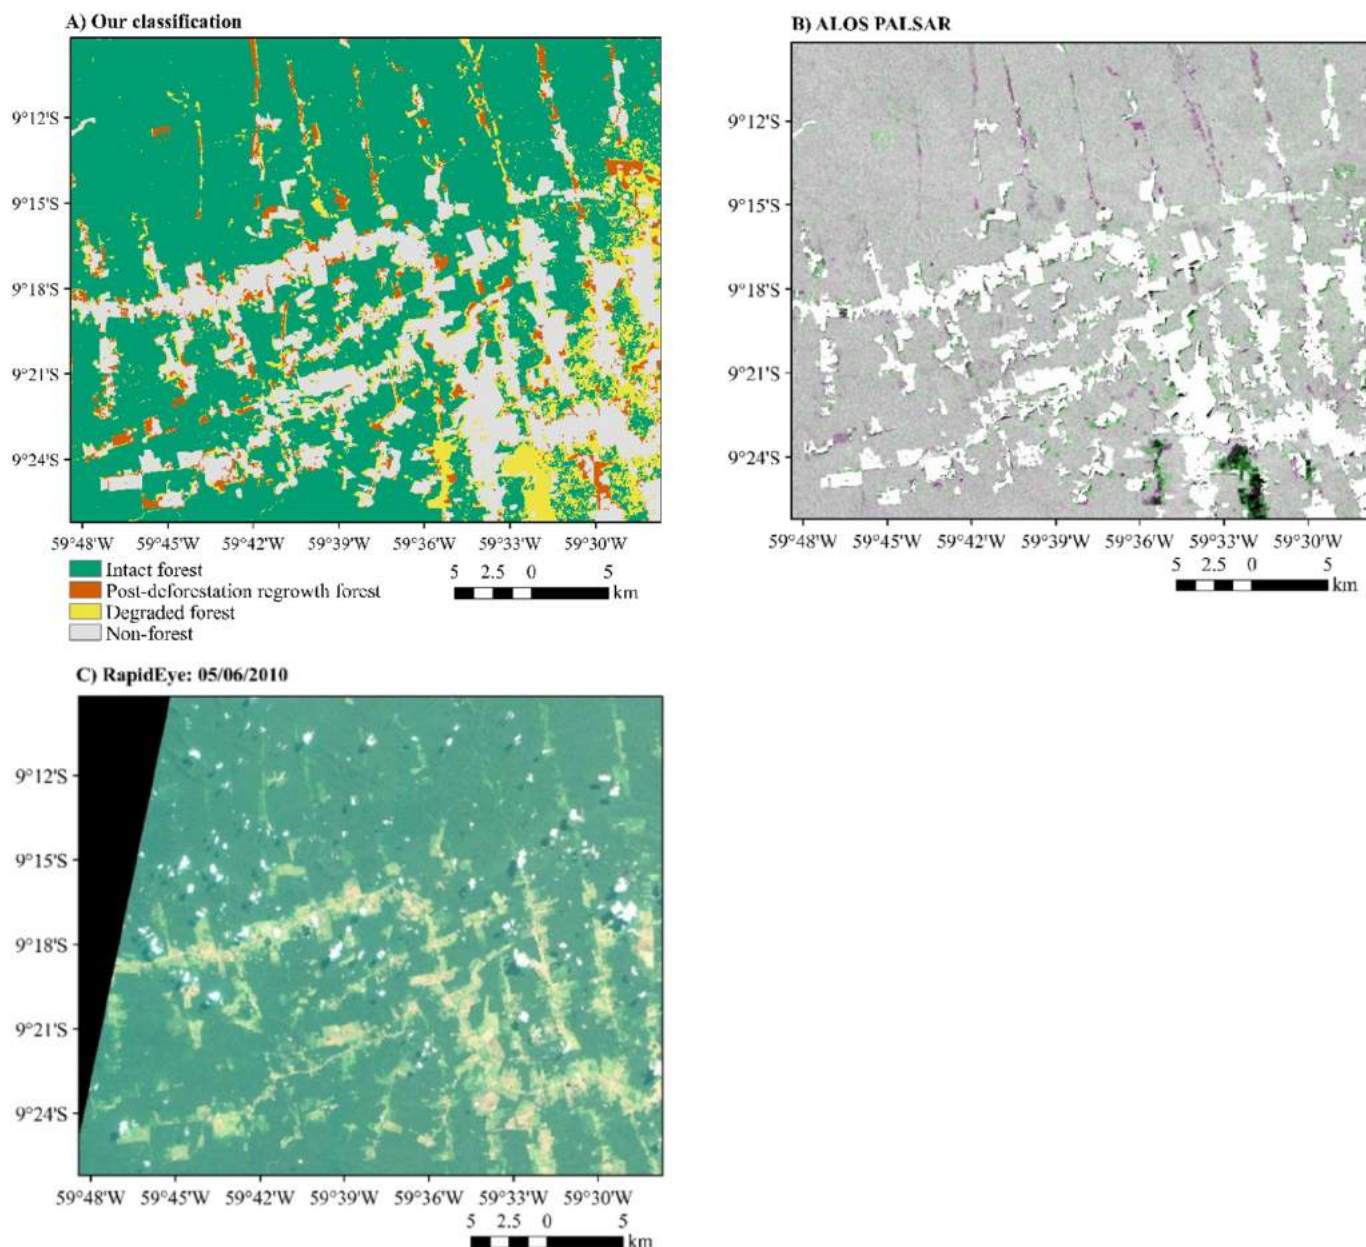 A) Our classification
B) ALOS PALSAR
9°12'S
9°15'S
9°18'S
9°21'S
9°24'S
59°48'W 59°45'W 59°42'W 59°39'W 59°36'W 59°33'W 59°30'W
Intact forest
Post-deforestation regrowth forest
Degraded forest
Non-forest
5 2.5 0 5
km
9°12'S
9°15'S
9°18'S
9°21'S
9°24'S
59°48'W 59°45'W 59°42'W 59°39'W 59°36'W 59°33'W 59°30'W
5 2.5 0 5
km
C) RapidEye: 05/06/2010
9°12'S
9°15'S
9°18'S
9°21'S
9°24'S
59°48'W 59°45'W 59°42'W 59°39'W 59°36'W 59°33'W 59°30'W
5 2.5 0 5
km